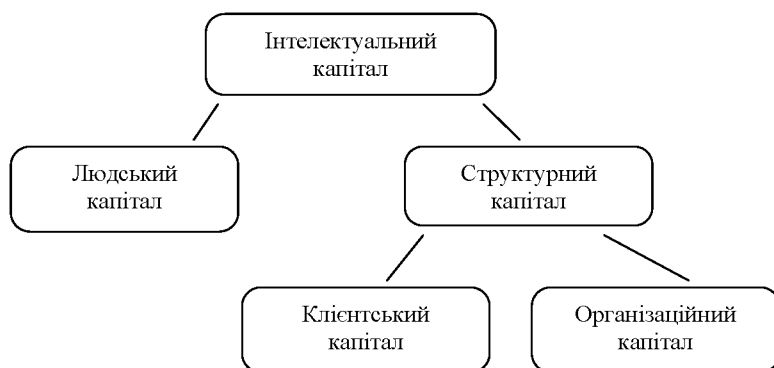 Інтелектуальний
капітал
Людський
капітал
Структурний
капітал
Клієнтський
капітал
Організаційний
капітал